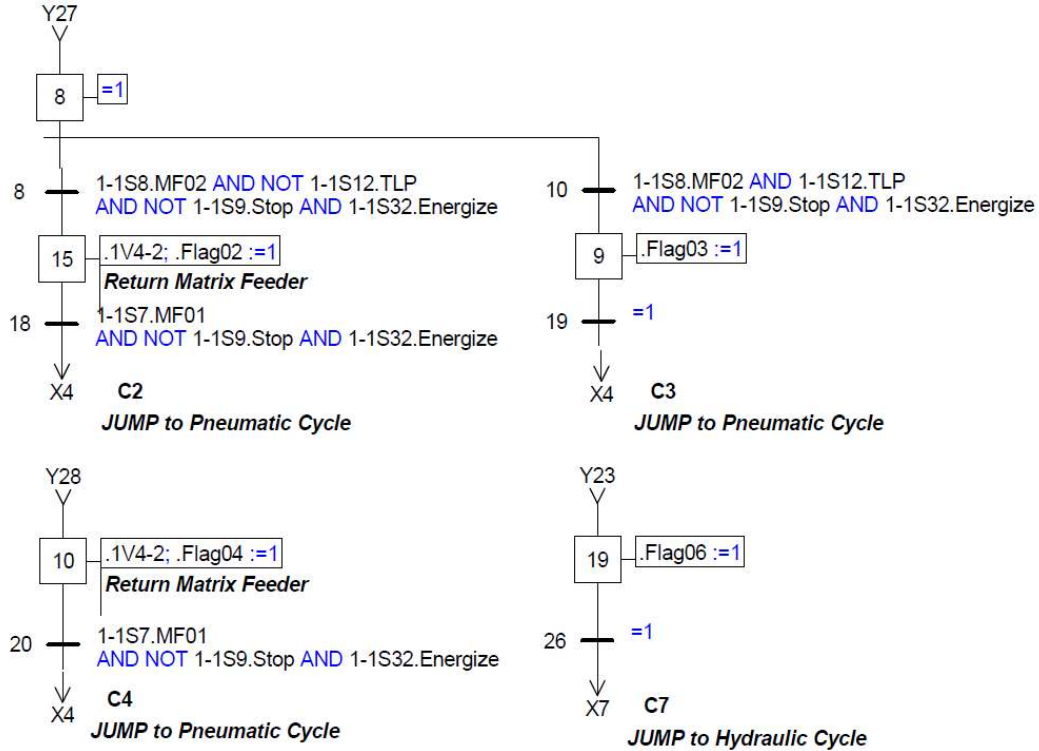 Y27
8
=1
8
1-1S8.MF02 AND NOT 1-1S12.TLP
AND NOT 1-1S9.Stop AND 1-1S32.Energize
15
.1V4-2; .Flag02 :=1
Return Matrix Feeder
18
1-1S7.MF01
AND NOT 1-1S9.Stop AND 1-1S32.Energize
X4
C2
JUMP to Pneumatic Cycle
10
1-1S8.MF02 AND 1-1S12.TLP
AND NOT 1-1S9.Stop AND 1-1S32.Energize
9
.Flag03 :=1
19
=1
X4
C3
JUMP to Pneumatic Cycle
Y28
10
.1V4-2; .Flag04 :=1
Return Matrix Feeder
20
1-1S7.MF01
AND NOT 1-1S9.Stop AND 1-1S32.Energize
X4
C4
JUMP to Pneumatic Cycle
Y23
19
.Flag06 :=1
26
=1
X7
C7
JUMP to Hydraulic Cycle